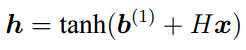 h = tanh(b⁽¹⁾ + Hx)